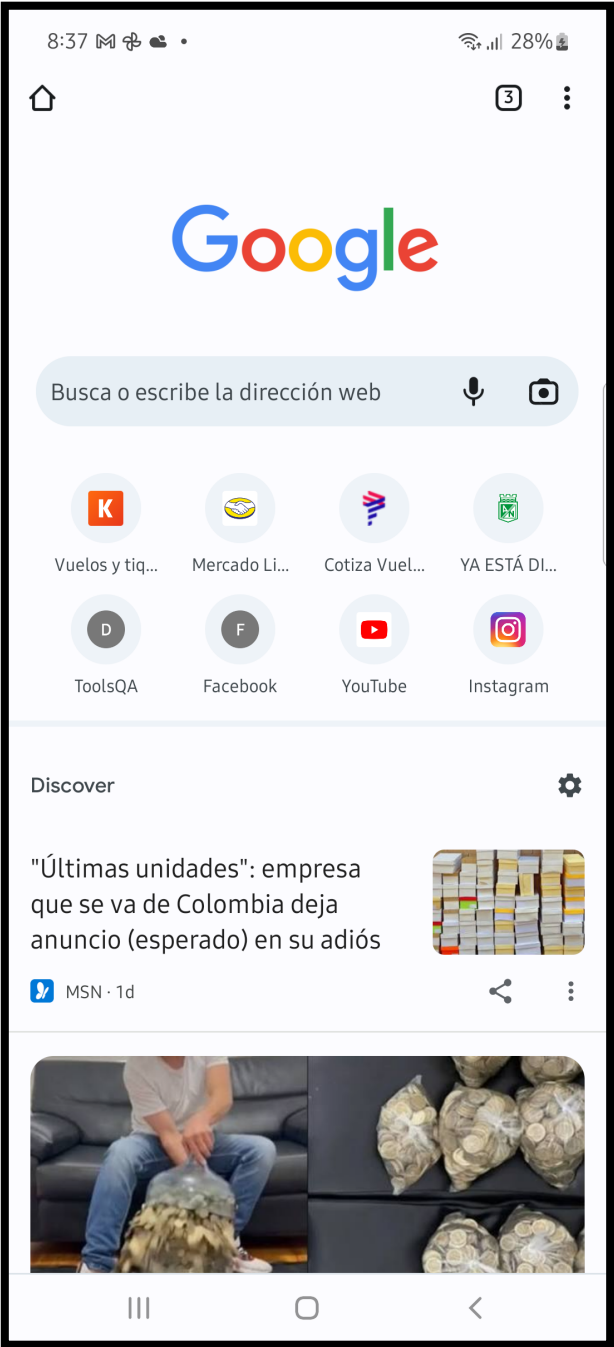 8:37
28%
3
Google
Busca o escribe la dirección web
K
Vuelos y tiq...
Mercado Li...
Cotiza Vuel...
YA ESTÁ DI...
D
F
ToolsQA
Facebook
YouTube
Instagram
Discover
"Últimas unidades": empresa
que se va de Colombia deja
anuncio (esperado) en su adiós
MSN · 1d